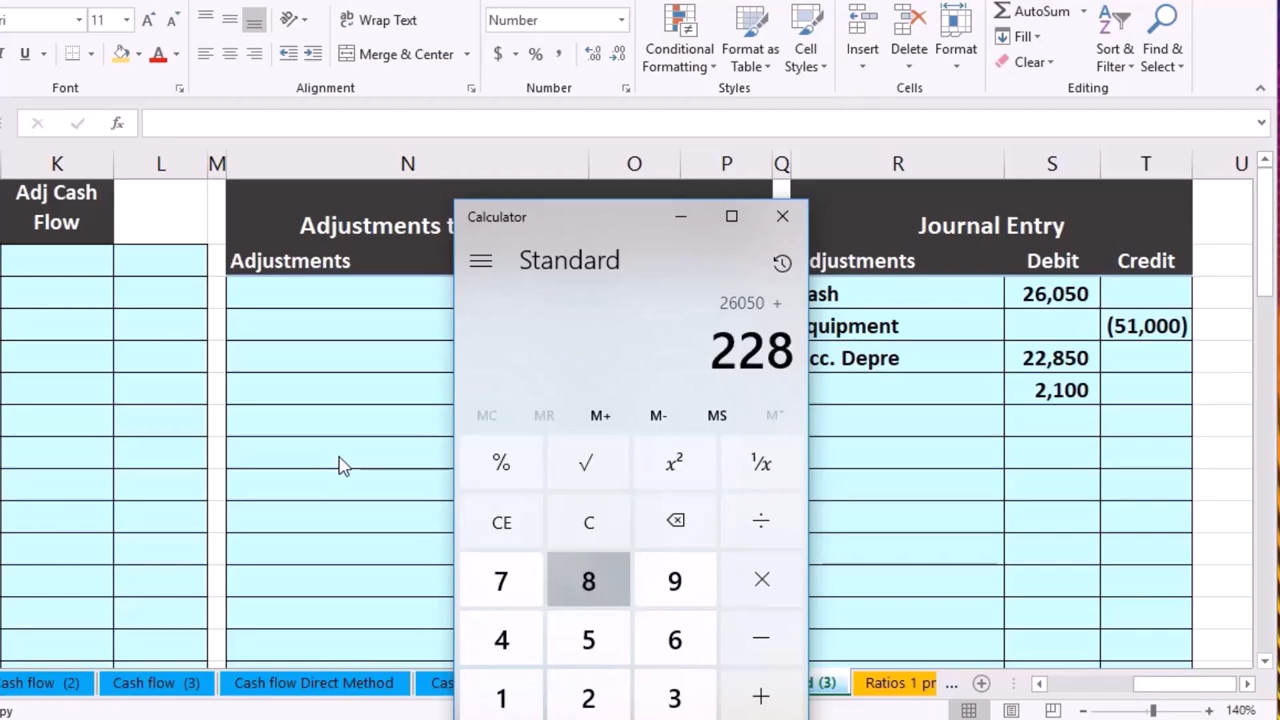 11
Wrap Text
Number
AutoSum
U
Merge & Center
$ % ,
Conditional Formatting
Format as Table
Cell Styles
Insert
Delete
Format
Fill
Clear
Sort & Filter
Find & Select
Font
Alignment
Number
Styles
Cells
Editing
fx
K L M N O P Q R S T U
Adj Cash
Flow
Adjustments t
Adjustments
Calculator
Standard
26050 +
228
MC MR M+ M- MS
% √ x² ¹/x
CE C ÷
7 8 9 ×
4 5 6 −
1 2 3 +
Journal Entry
djustments Debit Credit
ash 26,050
quipment (51,000)
cc. Depre 22,850
2,100
ash flow (2)
Cash flow (3)
Cash flow Direct Method
Cas
d (3)
Ratios 1 pr
...
py
140%